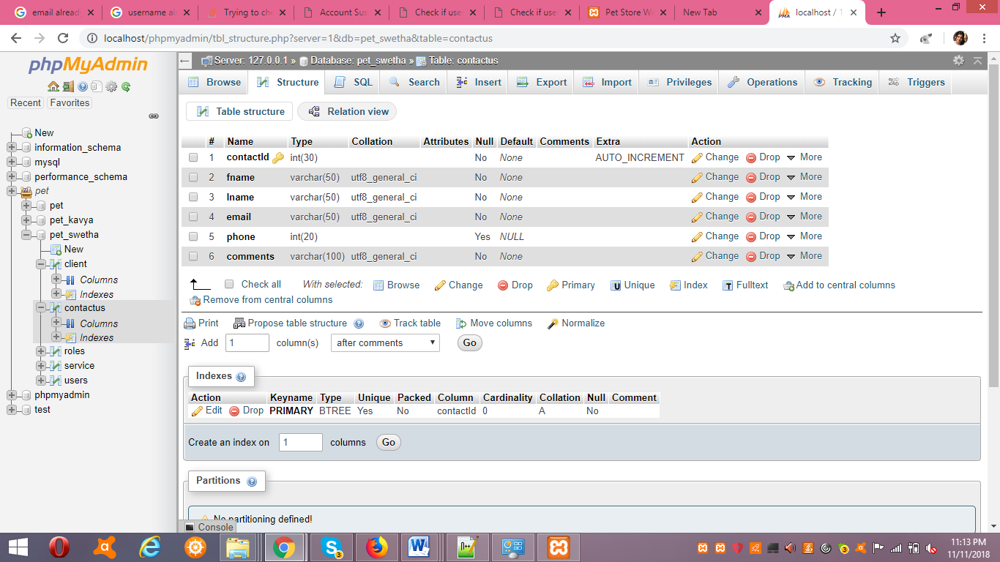 email alread
username al
Trying to che
Account Sus
Check if use
Check if use
Pet Store W
New Tab
localhost / 1
localhost/phpmyadmin/tbl_structure.php?server=1&db=pet_swetha&table=contactus
phpMyAdmin
Recent Favorites
New
information_schema
mysql
performance_schema
pet
pet
pet_kavya
pet_swetha
New
client
Columns
Indexes
contactus
Columns
Indexes
roles
service
users
phpmyadmin
test
Server: 127.0.0.1 » Database: pet_swetha » Table: contactus
Browse Structure SQL Search Insert Export Import Privileges Operations Tracking Triggers
Table structure Relation view
# Name Type Collation Attributes Null Default Comments Extra Action
1 contactId int(30) No None AUTO_INCREMENT Change Drop More
2 fname varchar(50) utf8_general_ci No None Change Drop More
3 lname varchar(50) utf8_general_ci No None Change Drop More
4 email varchar(50) utf8_general_ci No None Change Drop More
5 phone int(20) Yes NULL Change Drop More
6 comments varchar(100) utf8_general_ci No None Change Drop More
Check all With selected: Browse Change Drop Primary Unique Index Fulltext Add to central columns
Remove from central columns
Print Propose table structure Track table Move columns Normalize
Add 1 column(s) after comments Go
Indexes
Action Keyname Type Unique Packed Column Cardinality Collation Null Comment
Edit Drop PRIMARY BTREE Yes No contactId 0 A No
Create an index on 1 columns Go
Partitions
No partitioning defined!
Console
11:13 PM
11/11/2018